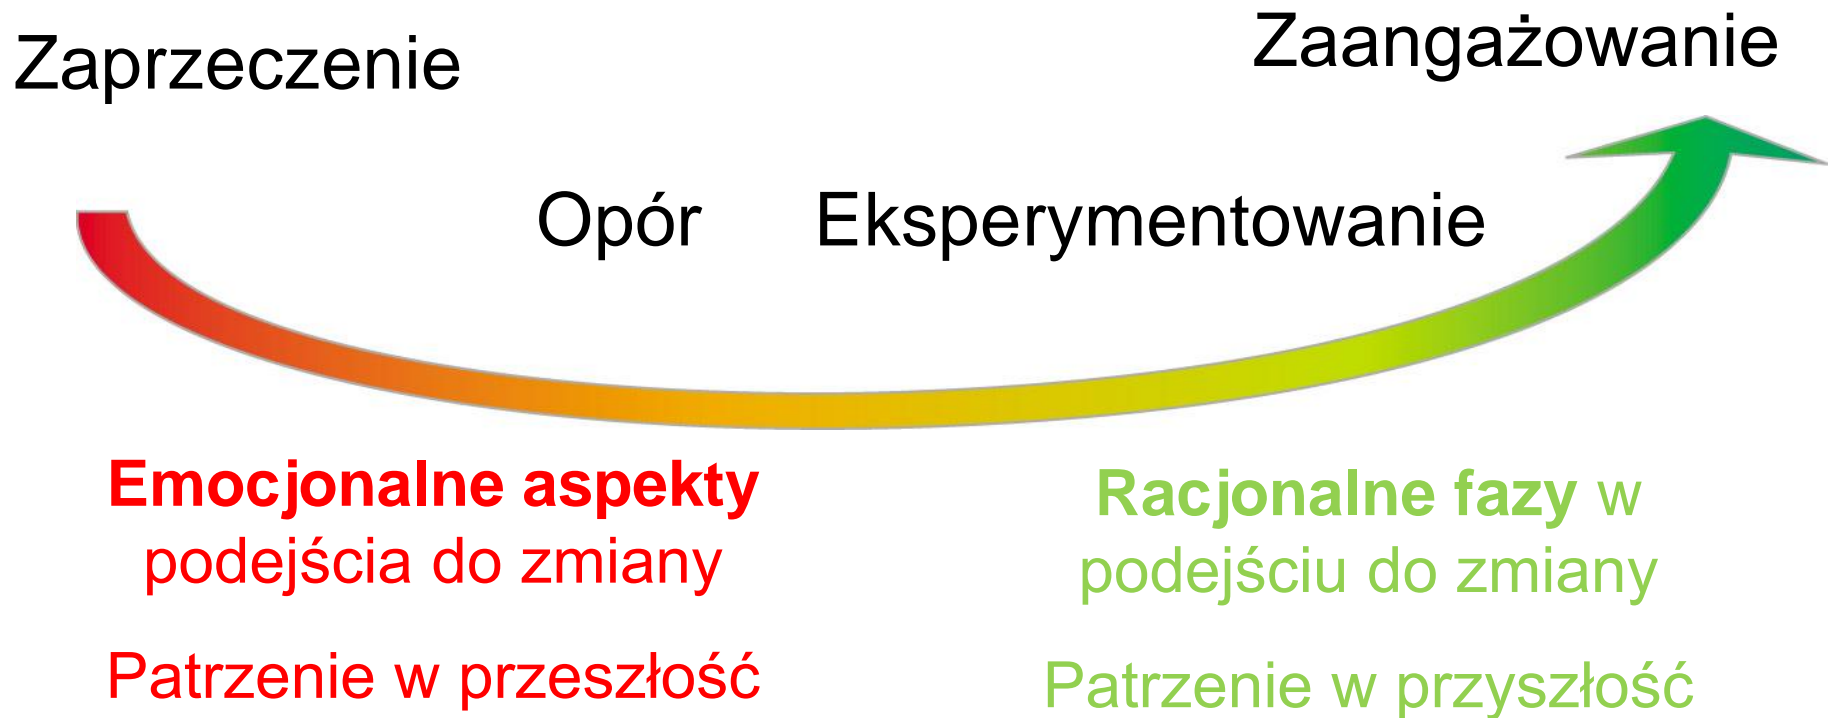 Zaprzeczenie
Zaangażowanie
Opór
Eksperymentowanie
Emocjonalne aspekty
podejścia do zmiany
Patrzenie w przeszłość
Racjonalne fazy w
podejściu do zmiany
Patrzenie w przyszłość